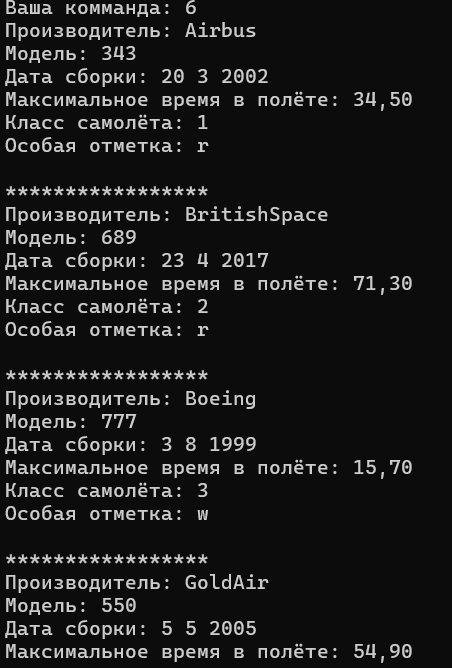 Ваша комманда: 6
Производитель: Airbus
Модель: 343
Дата сборки: 20 3 2002
Максимальное время в полёте: 34,50
Класс самолёта: 1
Особая отметка: r
*****************
Производитель: BritishSpace
Модель: 689
Дата сборки: 23 4 2017
Максимальное время в полёте: 71,30
Класс самолёта: 2
Особая отметка: r
*****************
Производитель: Boeing
Модель: 777
Дата сборки: 3 8 1999
Максимальное время в полёте: 15,70
Класс самолёта: 3
Особая отметка: w
*****************
Производитель: GoldAir
Модель: 550
Дата сборки: 5 5 2005
Максимальное время в полёте: 54,90